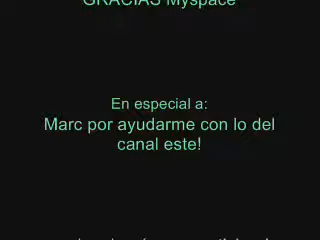 GRACIAS Myspace
En especial a:
Marc por ayudarme con lo del
canal este!